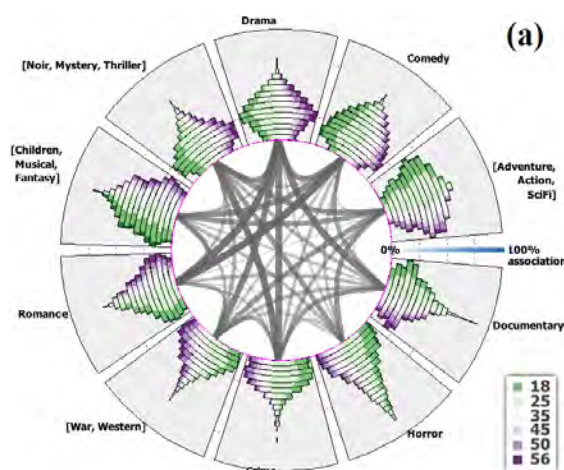 Drama
(a)
[Noir, Mystery, Thriller]
Comedy
[Children,
Musical,
Fantasy]
[Adventure,
Action,
SciFi]
0%
100%
association
Romance
Documentary
[War, Western]
Horror
Crime
18
25
35
45
50
56